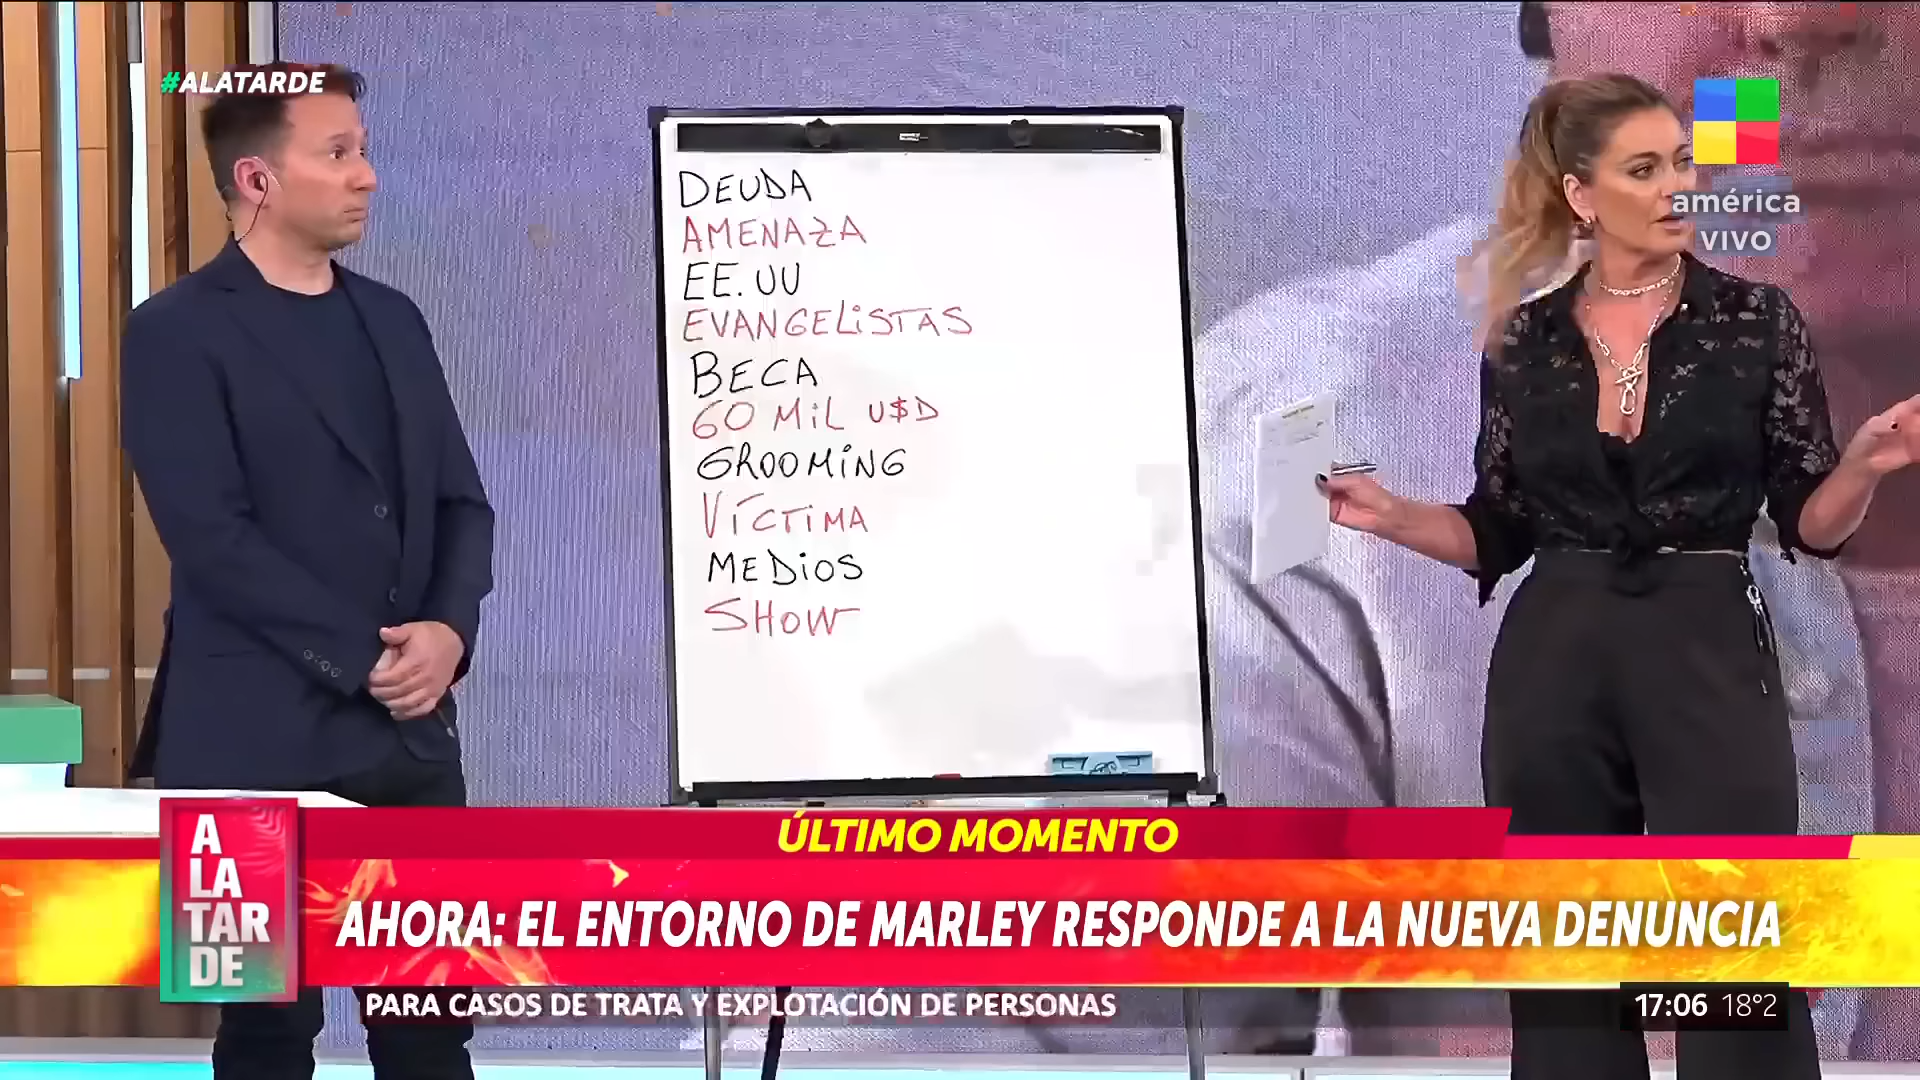 #ALATARDE
américa
VIVO
DEUDA
AMENAZA
EE.UU
EVANGELiSTAS
BECA
60 MiL U$D
GROOMiNG
VÍCTIMA
MEDiOS
SHOW
ÚLTIMO MOMENTO
A
LA
TAR
DE
AHORA: EL ENTORNO DE MARLEY RESPONDE A LA NUEVA DENUNCIA
PARA CASOS DE TRATA Y EXPLOTACIÓN DE PERSONAS
17:06 18°2